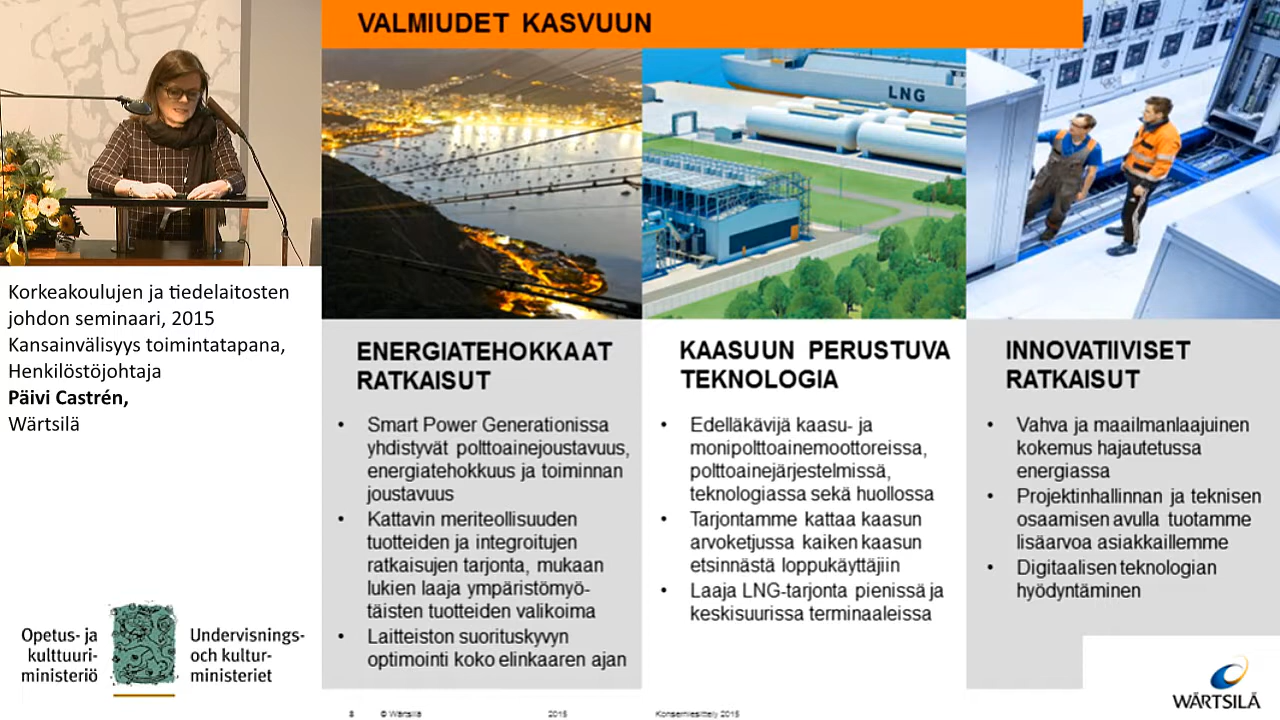 VALMIUDET KASVUUN
LNG
Korkeakoulujen ja tiedelaitosten
johdon seminaari, 2015
Kansainvälisyys toimintatapana,
Henkilöstöjohtaja
Päivi Castrén,
Wärtsilä
Opetus- ja
kulttuuri-
ministeriö
Undervisnings-
och kultur-
ministeriet
ENERGIATEHOKKAAT
RATKAISUT
• Smart Power Generationissa
yhdistyvät polttoainejoustavuus,
energiatehokkuus ja toiminnan
joustavuus
• Kattavin meriteollisuuden
tuotteiden ja integroitujen
ratkaisujen tarjonta, mukaan
lukien laaja ympäristömyö-
täisten tuotteiden valikoima
• Laitteiston suorituskyvyn
optimointi koko elinkaaren ajan
KAASUUN PERUSTUVA
TEKNOLOGIA
• Edelläkävijä kaasu- ja
monipolttoainemoottoreissa,
polttoainejärjestelmissä,
teknologiassa sekä huollossa
• Tarjontamme kattaa kaasun
arvoketjussa kaiken kaasun
etsinnästä loppukäyttäjiin
• Laaja LNG-tarjonta pienissä ja
keskisuurissa terminaaleissa
INNOVATIIVISET
RATKAISUT
• Vahva ja maailmanlaajuinen
kokemus hajautetussa
energiassa
• Projektinhallinnan ja teknisen
osaamisen avulla tuotamme
lisäarvoa asiakkaillemme
• Digitaalisen teknologian
hyödyntäminen
WÄRTSILÄ
8 © Wärtsilä 2015 Konserniesittely 2015